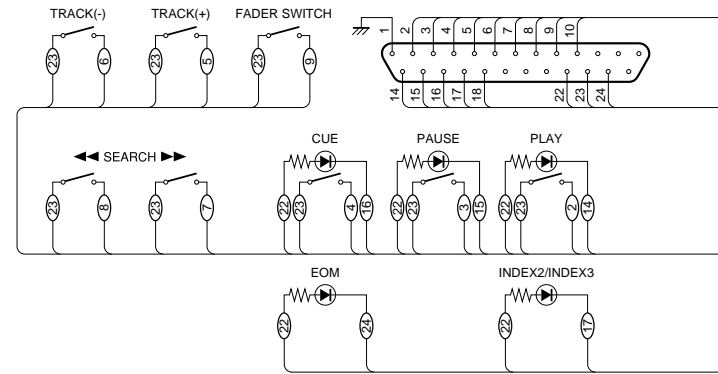 TRACK(-) TRACK(+) FADER SWITCH
1 2 3 4 5 6 7 8 9 10
23 6 23 5 23 9
14 15 16 17 18 22 23 24
◄◄ SEARCH ►►
CUE PAUSE PLAY
23 8 23 7 22 23 4 16 22 23 3 15 22 23 2 14
EOM INDEX2/INDEX3
22 24 22 17